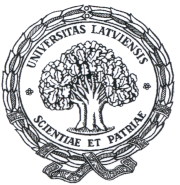 UNIVERSITAS LATVIENSIS
SCIENTIAE ET PATRIAE